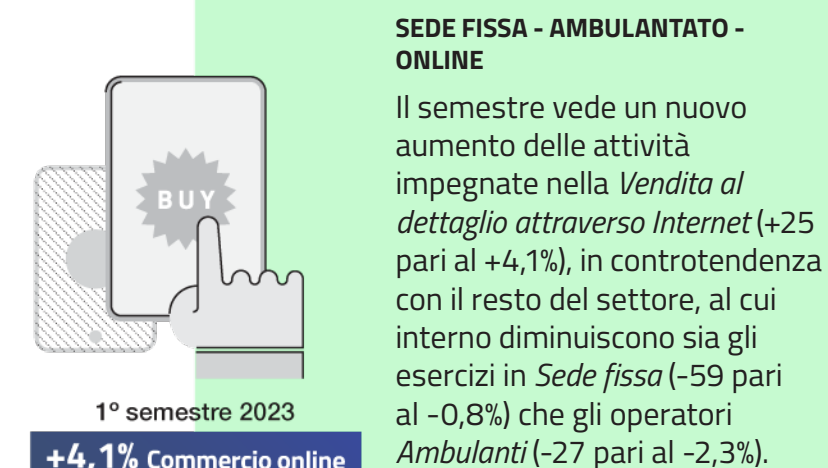 SEDE FISSA - AMBULANTATO -
ONLINE
Il semestre vede un nuovo
aumento delle attività
impegnate nella Vendita al
dettaglio attraverso Internet (+25
pari al +4,1%), in controtendenza
con il resto del settore, al cui
interno diminuiscono sia gli
esercizi in Sede fissa (-59 pari
al -0,8%) che gli operatori
Ambulanti (-27 pari al -2,3%).
BUY
1º semestre 2023
+4,1% Commercio online